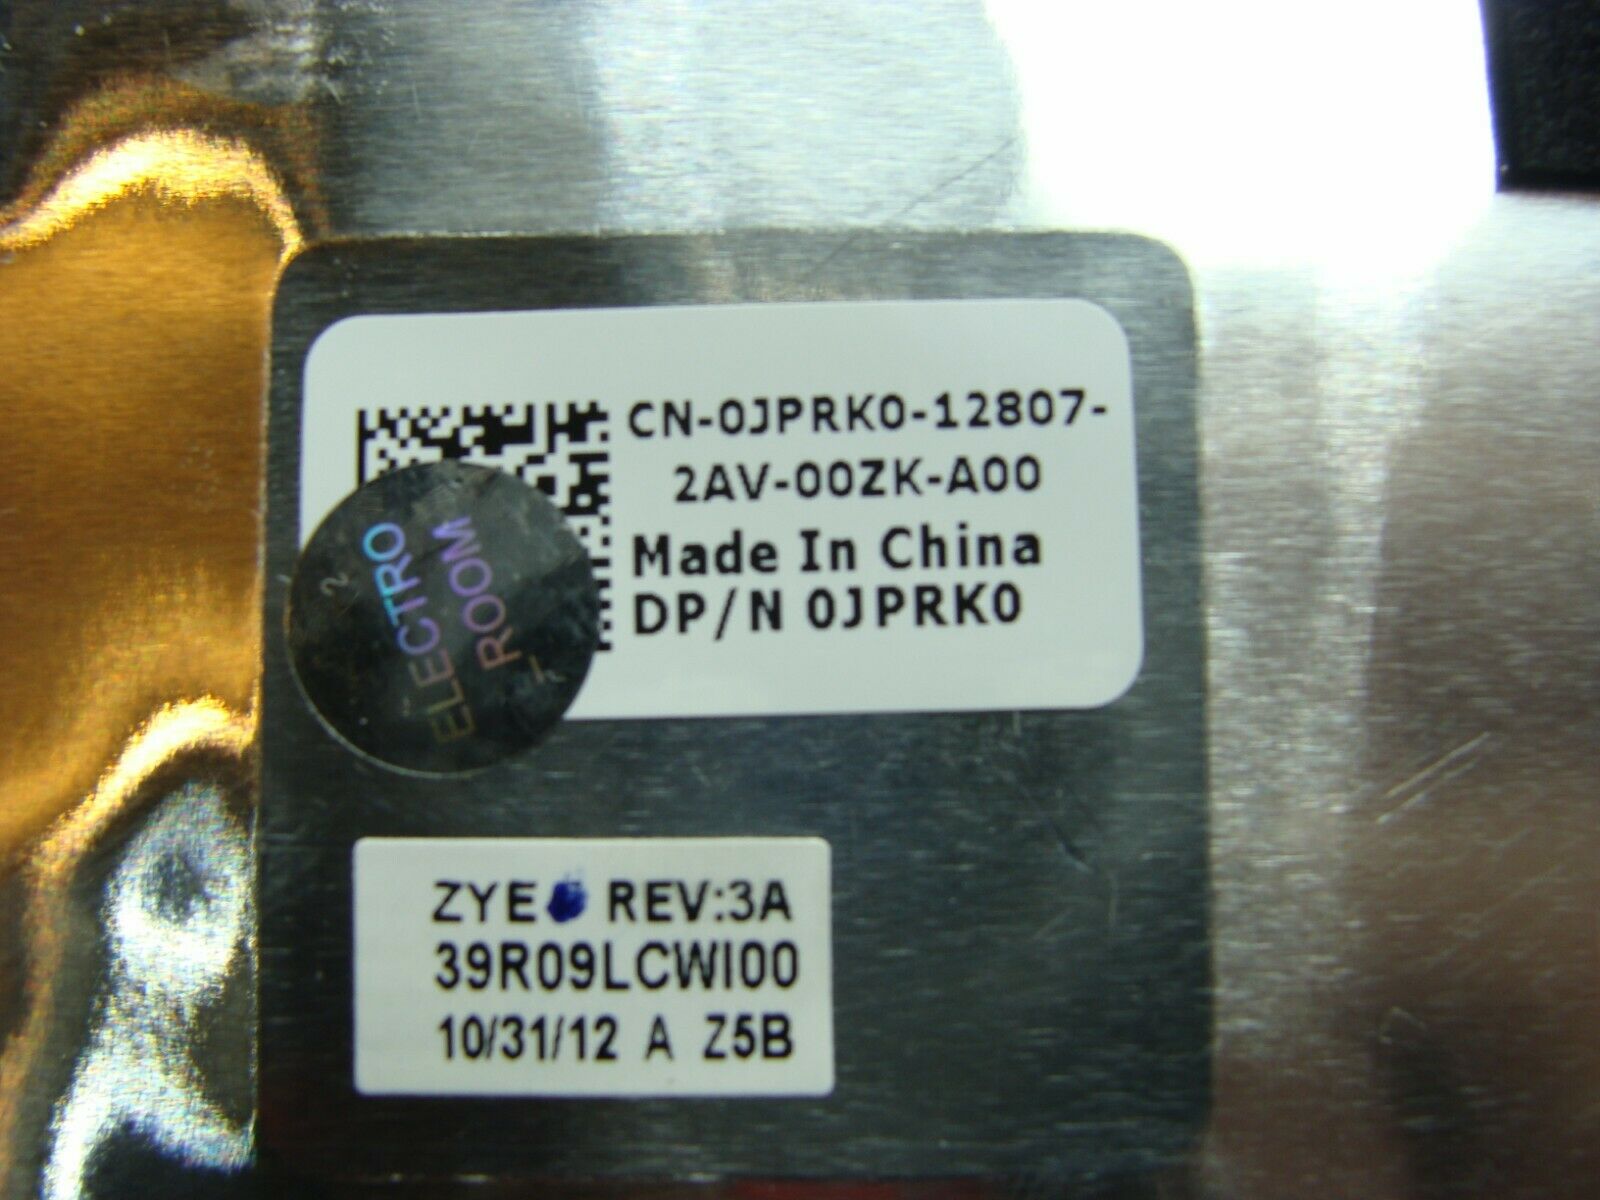 CN-0JPRK0-12807-
2AV-00ZK-A00
Made In China
DP/N 0JPRK0
ELECTRO
ROOM
ZYE REV:3A
39R09LCWI00
10/31/12 A Z5B